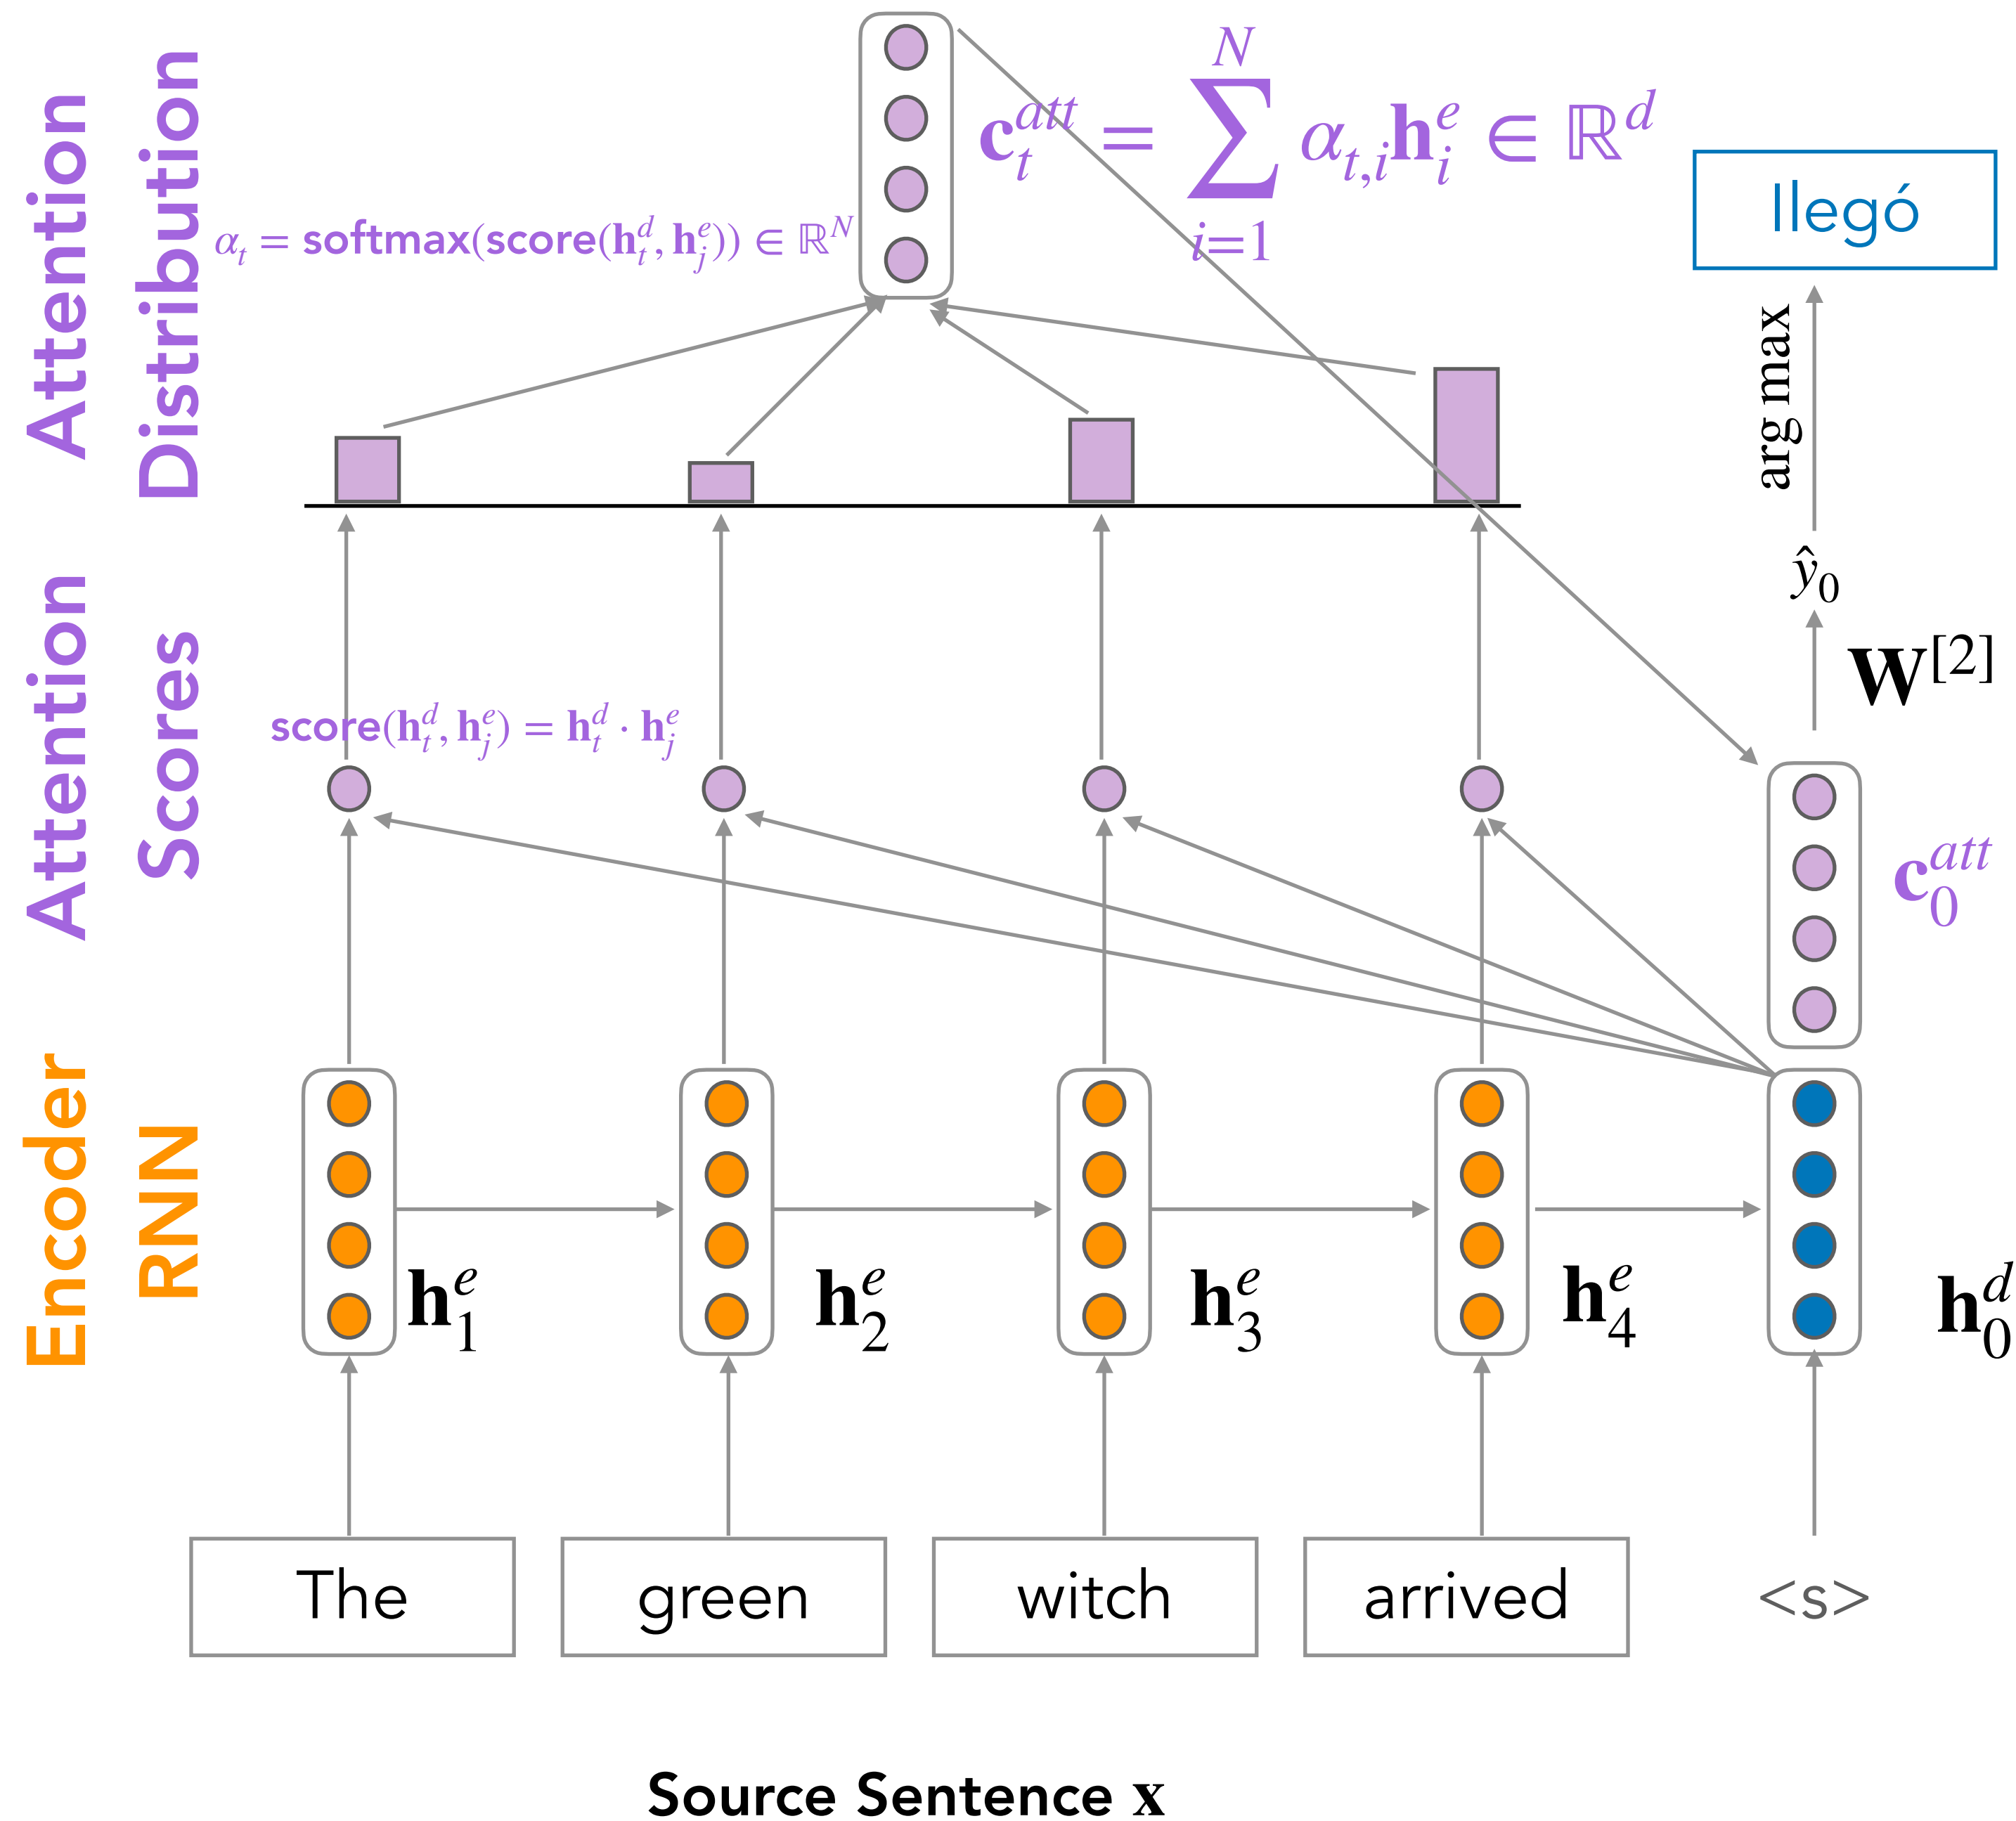 Attention
Distribution
Attention
Scores
Encoder
RNN
c_t^{att} = \sum_{i=1}^{N} α_{t,i} h_i^e ∈ ℝ^d
α_t = softmax(score(h_t^d, h_j^e)) ∈ ℝ^N
llegó
arg max
ŷ_0
W^{[2]}
score(h_t^d, h_j^e) = h_t^d · h_j^e
c_0^{att}
h_1^e
h_2^e
h_3^e
h_4^e
h_0^d
The
green
witch
arrived
<s>
Source Sentence x